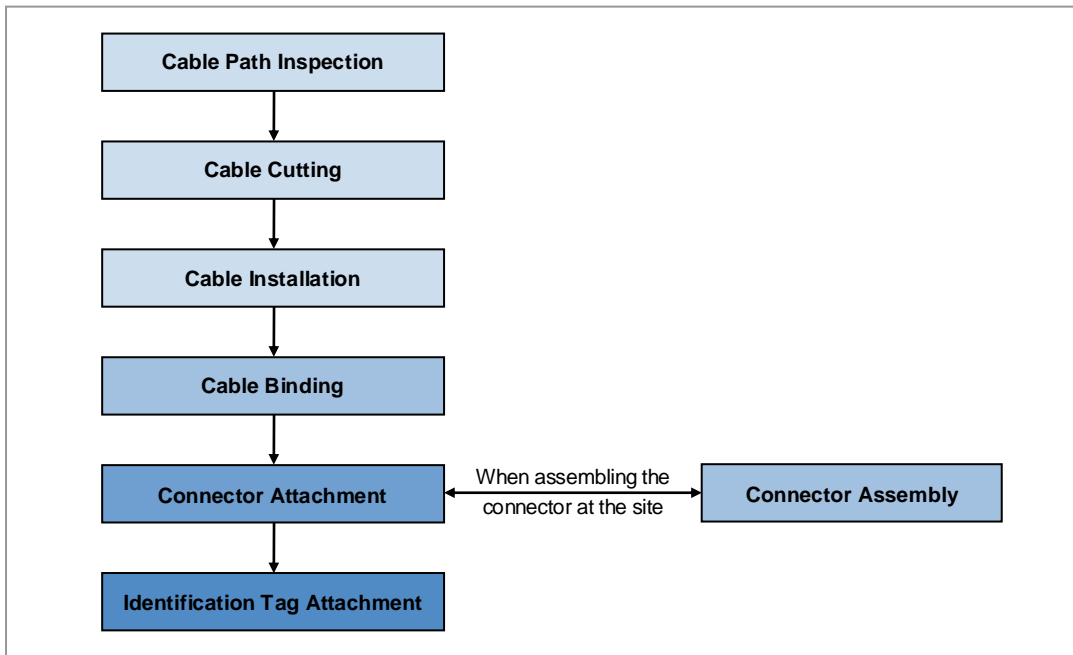 Cable Path Inspection
Cable Cutting
Cable Installation
Cable Binding
Connector Attachment
When assembling the
connector at the site
Connector Assembly
Identification Tag Attachment